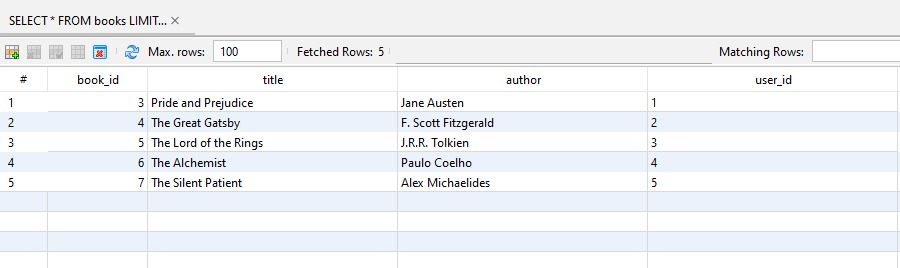 SELECT * FROM books LIMIT... ×
Max. rows: 100 Fetched Rows: 5 Matching Rows:
# book_id title author user_id
1 3 Pride and Prejudice Jane Austen 1
2 4 The Great Gatsby F. Scott Fitzgerald 2
3 5 The Lord of the Rings J.R.R. Tolkien 3
4 6 The Alchemist Paulo Coelho 4
5 7 The Silent Patient Alex Michaelides 5